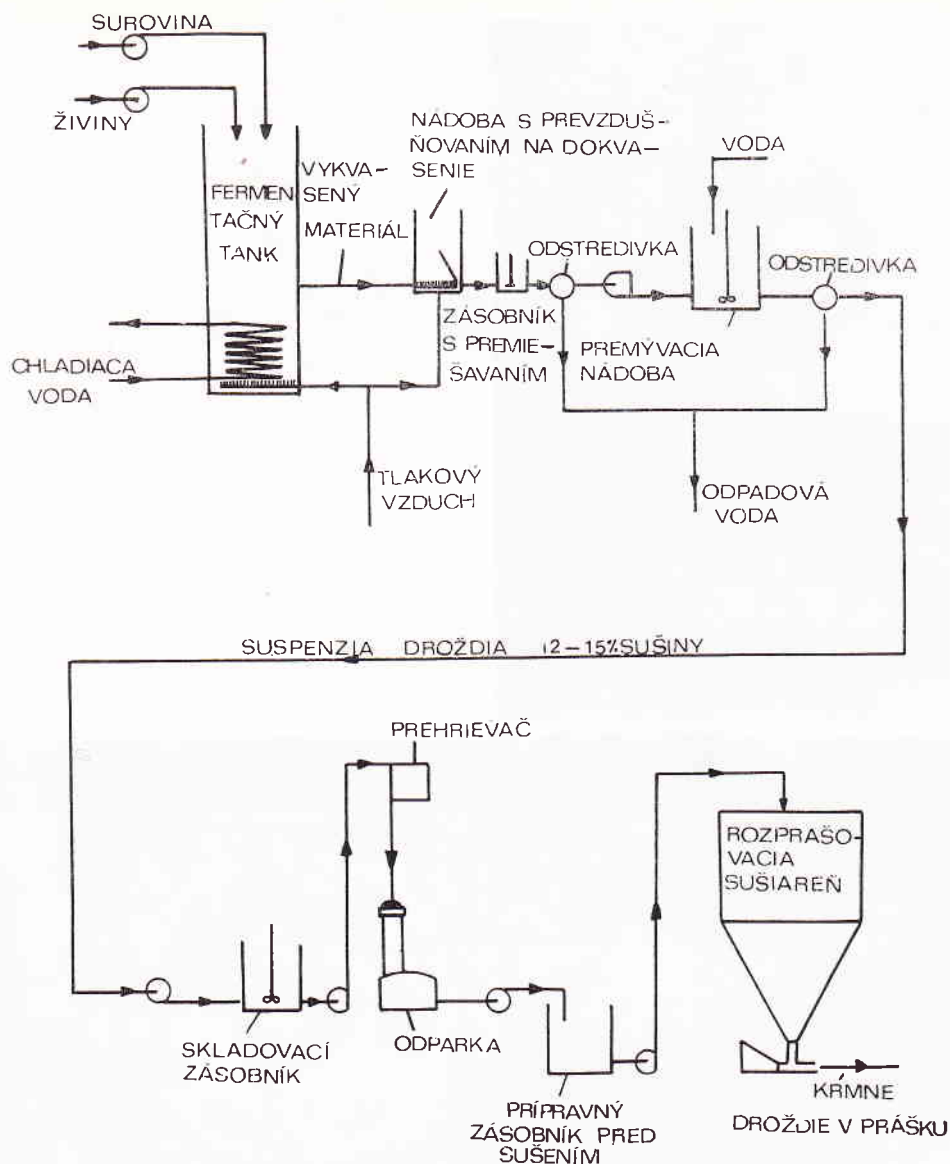 SUROVINA
ŽIVINY
FERMEN
TAČNÝ
TANK
VYKVA-
SENÝ
MATERIÁL
NÁDOBA S PREVZDUŠ-
ŇOVANÍM NA DOKVA-
SENIE
VODA
ODSTREDIVKA
ODSTREDIVKA
ZÁSOBNÍK
S PREMIE-
ŠAVANÍM
PREMÝVACIA
NÁDOBA
CHLADIACA
VODA
TLAKOVÝ
VZDUCH
ODPADOVÁ
VODA
SUSPENZIA DROŽDIA 12-15% SUŠINY
PREHRIEVAČ
ROZPRAŠO-
VACIA
SUŠIAREŇ
SKLADOVACÍ
ZÁSOBNÍK
ODPARKA
PRÍPRAVNÝ
ZÁSOBNÍK PRED
SUŠENÍM
KŔMNE
DROŽDIE V PRÁŠKU